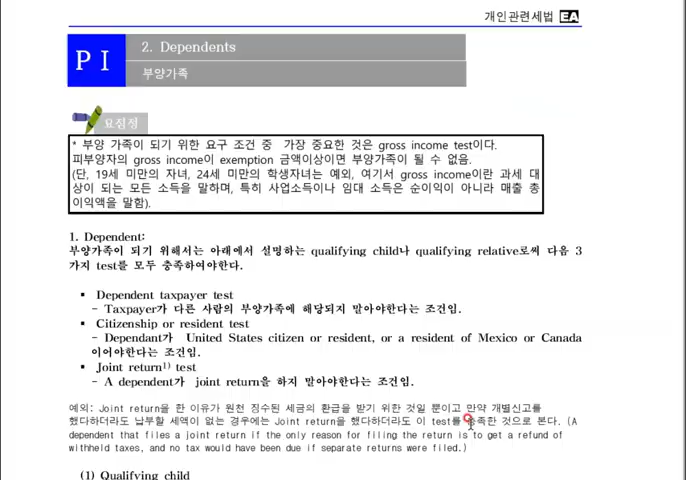 개인관련세법 EA
P I
2. Dependents
부양가족
요점정
* 부양 가족이 되기 위한 요구 조건 중 가장 중요한 것은 gross income test이다.
피부양자의 gross income이 exemption 금액이상이면 부양가족이 될 수 없음.
(단, 19세 미만의 자녀, 24세 미만의 학생자녀는 예외, 여기서 gross income이란 과세 대
상이 되는 모든 소득을 말하며, 특히 사업소득이나 임대 소득은 순이익이 아니라 매출 총
이익액을 말함).
1. Dependent:
부양가족이 되기 위해서는 아래에서 설명하는 qualifying child나 qualifying relative로써 다음 3
가지 test를 모두 충족하여야한다.
▪ Dependent taxpayer test
- Taxpayer가 다른 사람의 부양가족에 해당되지 말아야한다는 조건임.
▪ Citizenship or resident test
- Dependant가 United States citizen or resident, or a resident of Mexico or Canada
이어야한다는 조건임.
▪ Joint return1) test
- A dependent가 joint return을 하지 말아야한다는 조건임.
예외: Joint return을 한 이유가 원천 징수된 세금의 환급을 받기 위한 것일 뿐이고 만약 개별신고를
했다하더라도 납부할 세액이 없는 경우에는 Joint return을 했다하더라도 이 test를 충족한 것으로 본다. (A
dependent that files a joint return if the only reason for filing the return is to get a refund of
withheld taxes, and no tax would have been due if separate returns were filed.)
(1) Qualifying child